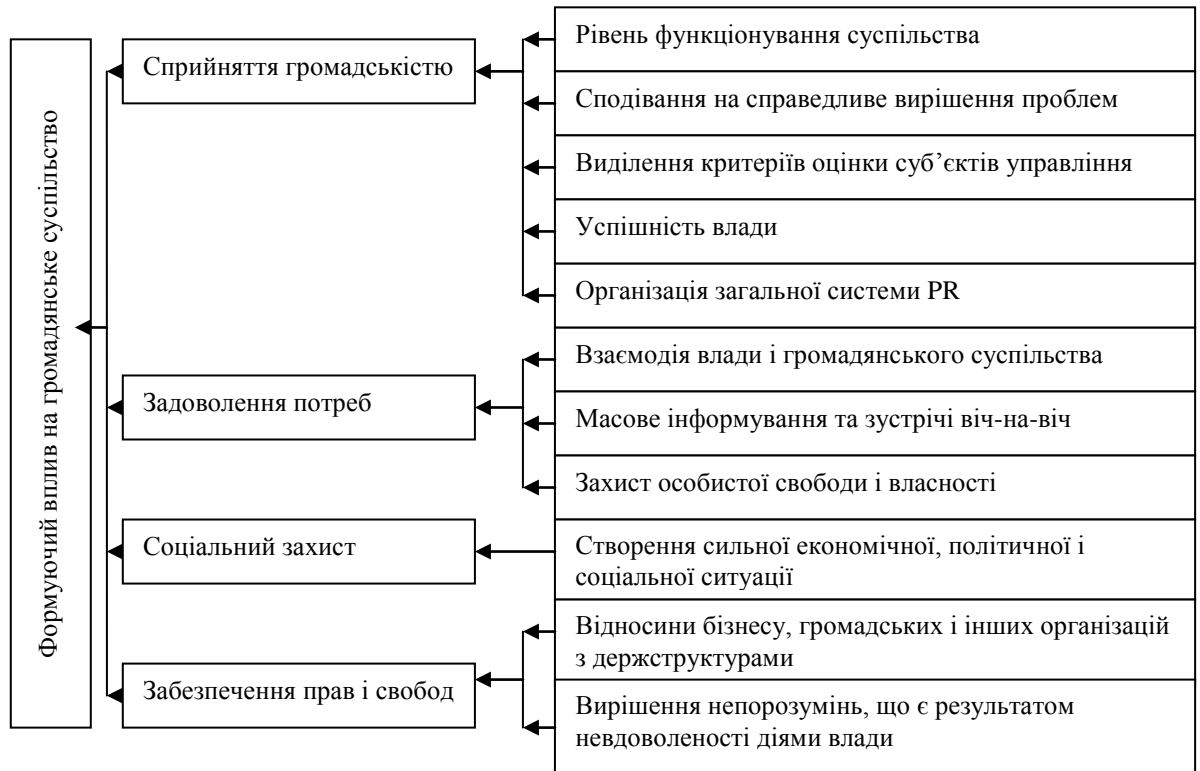 Формуючий вплив на громадянське суспільство
Сприйняття громадськістю
Рівень функціонування суспільства
Сподівання на справедливе вирішення проблем
Виділення критеріїв оцінки суб’єктів управління
Успішність влади
Організація загальної системи PR
Задоволення потреб
Взаємодія влади і громадянського суспільства
Масове інформування та зустрічі віч-на-віч
Захист особистої свободи і власності
Соціальний захист
Створення сильної економічної, політичної і
соціальної ситуації
Забезпечення прав і свобод
Відносини бізнесу, громадських і інших організацій
з держструктурами
Вирішення непорозумінь, що є результатом
невдоволеності діями влади